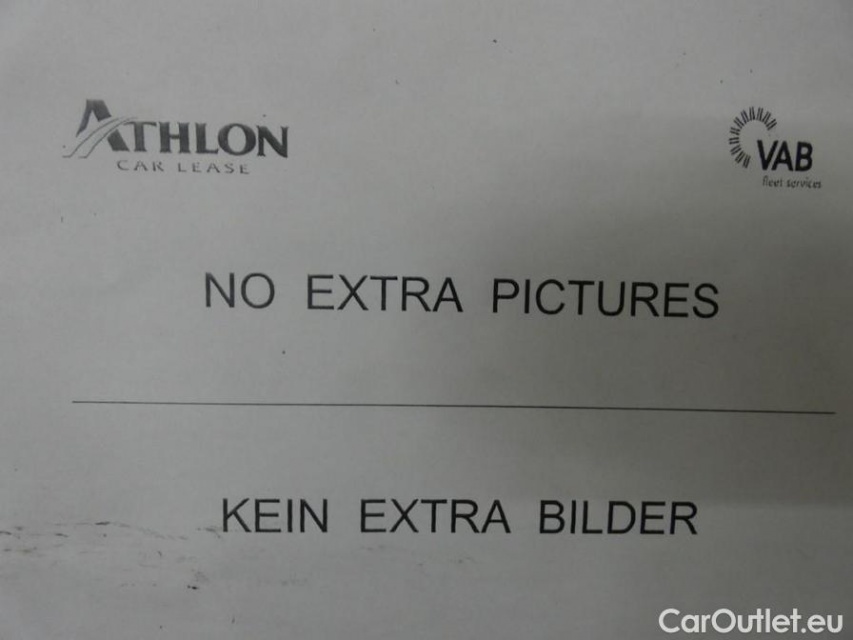 ATHLON
CAR LEASE
VAB
fleet services
NO EXTRA PICTURES
KEIN EXTRA BILDER
CarOutlet.eu